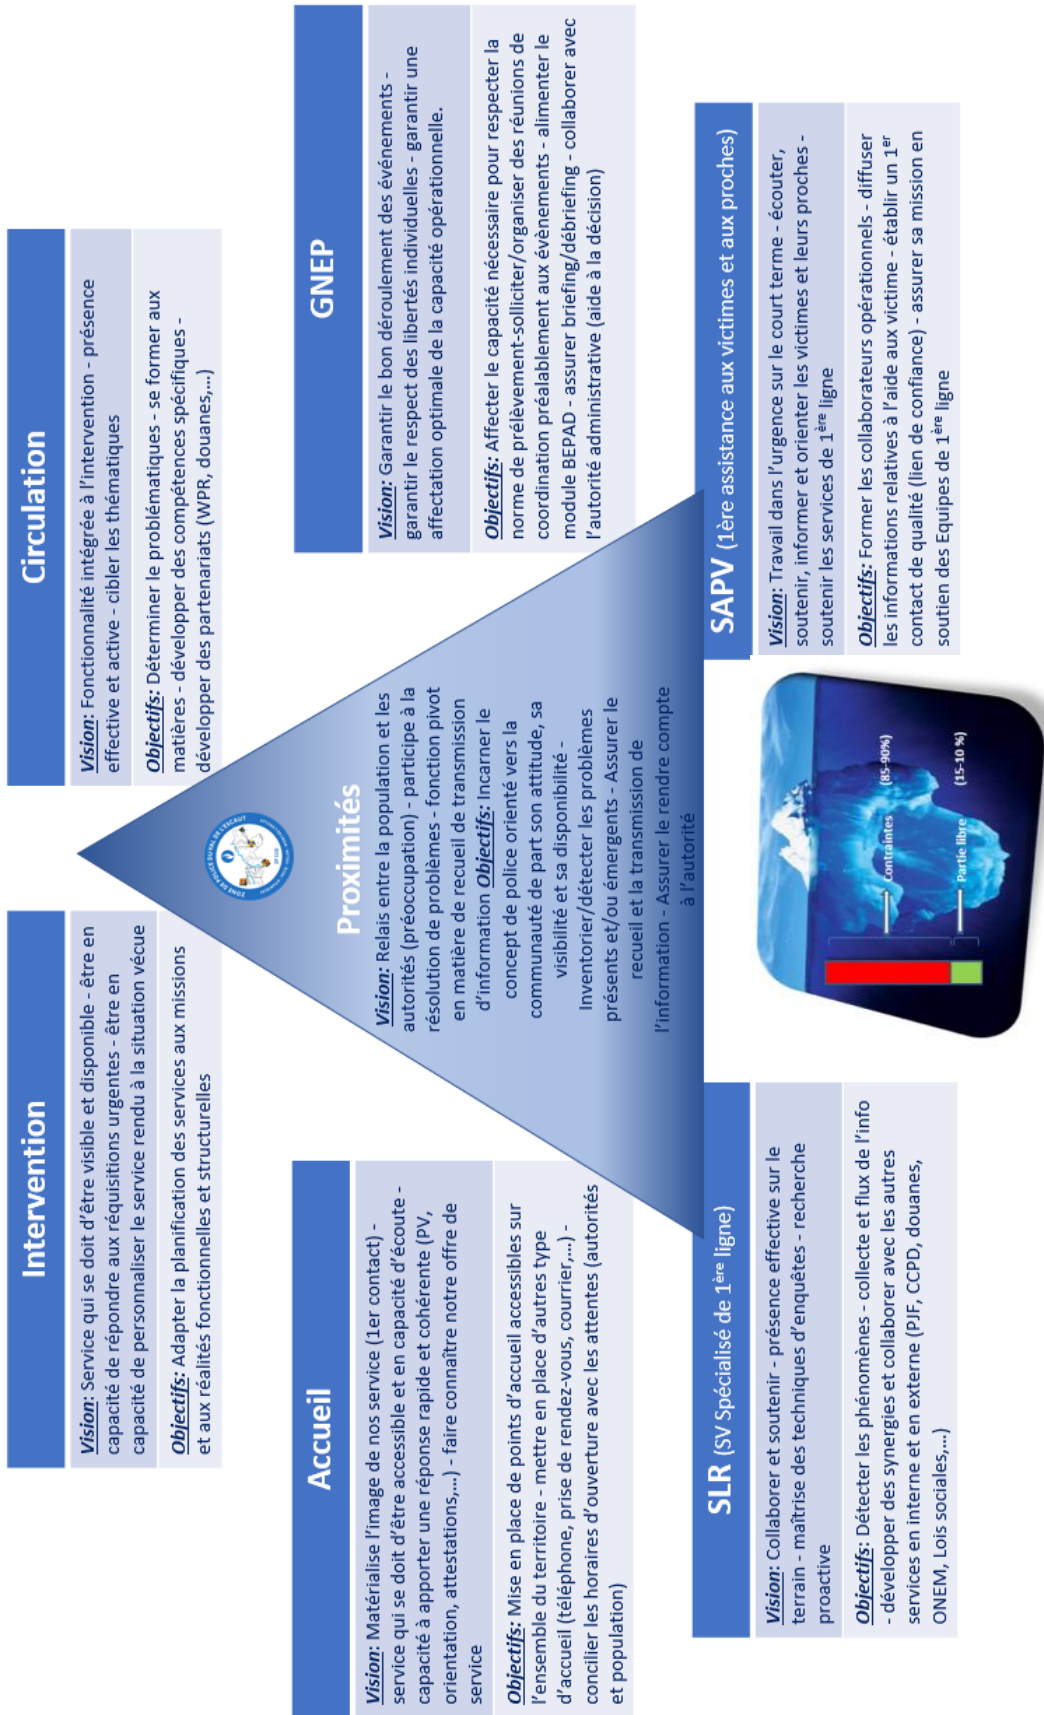 Intervention
Vision: Service qui se doit d'être visible et disponible - être en
capacité de répondre aux réquisitions urgentes - être en
capacité de personnaliser le service rendu à la situation vécue
Objectifs: Adapter la planification des services aux missions
et aux réalités fonctionnelles et structurelles
Circulation
Vision: Fonctionnalité intégrée à l'intervention - présence
effective et active - cibler les thématiques
Objectifs: Déterminer le problématiques - se former aux
matières - développer des compétences spécifiques -
développer des partenariats (WPR, douanes,...)
Accueil
Vision: Matérialise l'image de nos service (1er contact) -
service qui se doit d'être accessible et en capacité d'écoute -
capacité à apporter une réponse rapide et cohérente (PV,
orientation, attestations,...) - faire connaître notre offre de
service
Objectifs: Mise en place de points d'accueil accessibles sur
l'ensemble du territoire - mettre en place d'autres type
d'accueil (téléphone, prise de rendez-vous, courrier,...) -
concilier les horaires d'ouverture avec les attentes (autorités
et population)
ZONE DE POLICE DU VAL DE L'ESCAUT
Proximités
Vision: Relais entre la population et les
autorités (préoccupation) - participe à la
résolution de problèmes - fonction pivot
en matière de recueil de transmission
d'information Objectifs: Incarner le
concept de police orienté vers la
communauté de part son attitude, sa
visibilité et sa disponibilité -
Inventorier/détecter les problèmes
présents et/ou émergents - Assurer le
recueil et la transmission de
l'information - Assurer le rendre compte
à l'autorité
GNEP
Vision: Garantir le bon déroulement des événements -
garantir le respect des libertés individuelles - garantir une
affectation optimale de la capacité opérationnelle.
Objectifs: Affecter le capacité nécessaire pour respecter la
norme de prélèvement-solliciter/organiser des réunions de
coordination préalablement aux évènements - alimenter le
module BEPAD - assurer briefing/débriefing - collaborer avec
l'autorité administrative (aide à la décision)
SLR (SV Spécialisé de 1ère ligne)
Vision: Collaborer et soutenir - présence effective sur le
terrain - maîtrise des techniques d'enquêtes - recherche
proactive
Objectifs: Détecter les phénomènes - collecte et flux de l'info
- développer des synergies et collaborer avec les autres
services en interne et en externe (PJF, CCPD, douanes,
ONEM, Lois sociales,...)
Contraintes (85-90%)
Partie libre (15-10 %)
SAPV (1ère assistance aux victimes et aux proches)
Vision: Travail dans l'urgence sur le court terme - écouter,
soutenir, informer et orienter les victimes et leurs proches -
soutenir les services de 1ère ligne
Objectifs: Former les collaborateurs opérationnels - diffuser
les informations relatives à l'aide aux victime - établir un 1er
contact de qualité (lien de confiance) - assurer sa mission en
soutien des Equipes de 1ère ligne